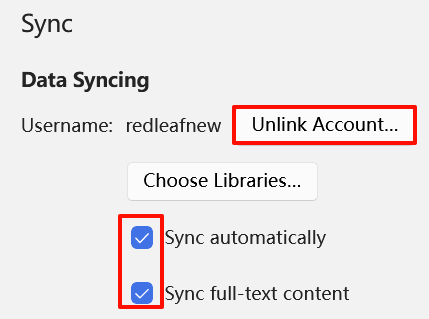 Sync
Data Syncing
Username: redleafnew Unlink Account...
Choose Libraries...
Sync automatically
Sync full-text content